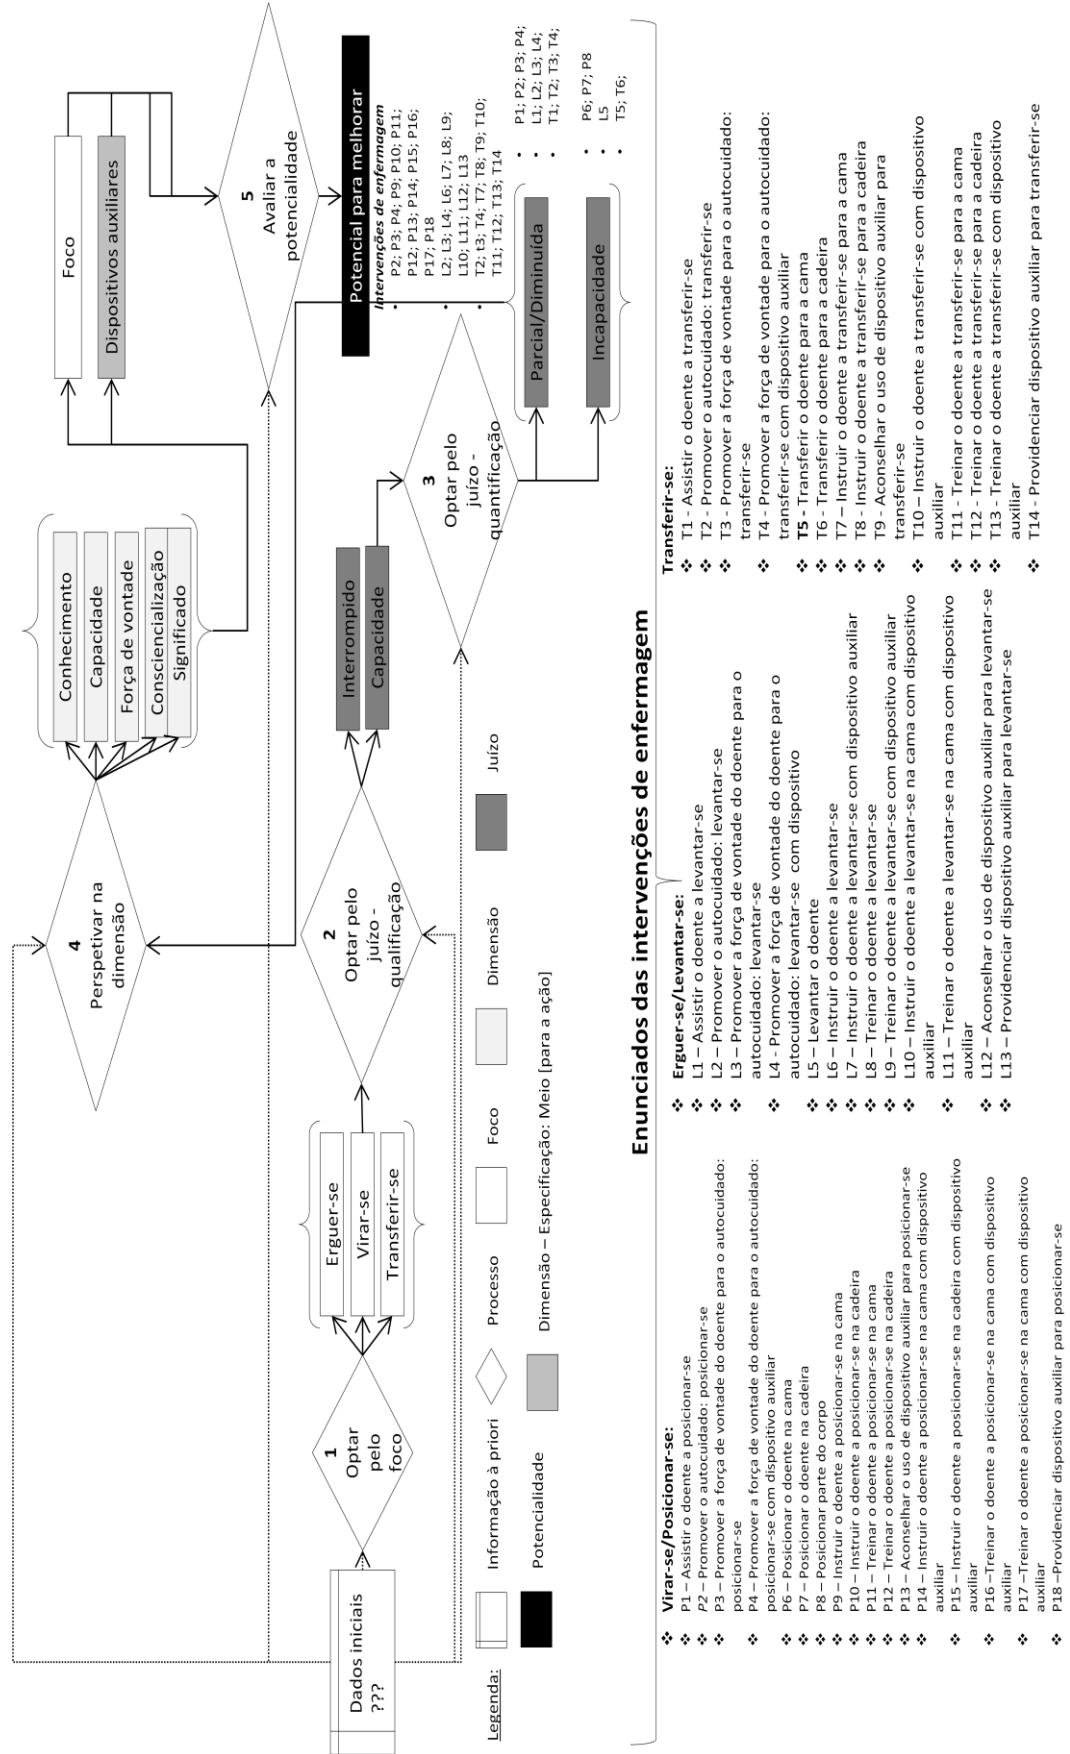 Dados iniciais
???
1
Optar
pelo
foco
Erguer-se
Virar-se
Transferir-se
2
Optar pelo
juízo -
qualificação
Interrompido
Capacidade
3
Optar pelo
juízo -
quantificação
Parcial/Diminuída
Incapacidade
• P1; P2; P3; P4;
• L1; L2; L3; L4;
• T1; T2; T3; T4;
• P6; P7; P8
• L5
• T5; T6;
4
Perspetivar na
dimensão
Conhecimento
Capacidade
Força de vontade
Consciencialização
Significado
Foco
Dispositivos auxiliares
5
Avaliar a
potencialidade
Potencial para melhorar
Intervenções de enfermagem
• P2; P3; P4; P9; P10; P11;
P12; P13; P14; P15; P16;
P17; P18
• L2; L3; L4; L6; L7; L8; L9;
L10; L11; L12; L13
• T2; t3; T4; T7; T8; T9; T10;
T11; T12; T13; T14
Legenda:
Informação à priori
Processo
Foco
Dimensão
Juízo
Potencialidade
Dimensão – Especificação: Meio [para a ação]
Enunciados das intervenções de enfermagem
❖ Virar-se/Posicionar-se:
❖ P1 – Assistir o doente a posicionar-se
❖ P2 – Promover o autocuidado: posicionar-se
❖ P3 – Promover a força de vontade do doente para o autocuidado:
posicionar-se
❖ P4 – Promover a força de vontade do doente para o autocuidado:
posicionar-se com dispositivo auxiliar
❖ P6 – Posicionar o doente na cama
❖ P7 – Posicionar o doente na cadeira
❖ P8 – Posicionar parte do corpo
❖ P9 – Instruir o doente a posicionar-se na cama
❖ P10 – Instruir o doente a posicionar-se na cadeira
❖ P11 – Treinar o doente a posicionar-se na cama
❖ P12 – Treinar o doente a posicionar-se na cadeira
❖ P13 – Aconselhar o uso de dispositivo auxiliar para posicionar-se
❖ P14 – Instruir o doente a posicionar-se na cama com dispositivo
auxiliar
❖ P15 – Instruir o doente a posicionar-se na cadeira com dispositivo
auxiliar
❖ P16 –Treinar o doente a posicionar-se na cama com dispositivo
auxiliar
❖ P17 –Treinar o doente a posicionar-se na cama com dispositivo
auxiliar
❖ P18 –Providenciar dispositivo auxiliar para posicionar-se
❖ Erguer-se/Levantar-se:
❖ L1 – Assistir o doente a levantar-se
❖ L2 – Promover o autocuidado: levantar-se
❖ L3 – Promover a força de vontade do doente para o
autocuidado: levantar-se
❖ L4 - Promover a força de vontade do doente para o
autocuidado: levantar-se com dispositivo
❖ L5 – Levantar o doente
❖ L6 – Instruir o doente a levantar-se
❖ L7 – Instruir o doente a levantar-se com dispositivo auxiliar
❖ L8 – Treinar o doente a levantar-se
❖ L9 – Treinar o doente a levantar-se com dispositivo auxiliar
❖ L10 – Instruir o doente a levantar-se na cama com dispositivo
auxiliar
❖ L11 – Treinar o doente a levantar-se na cama com dispositivo
auxiliar
❖ L12 – Aconselhar o uso de dispositivo auxiliar para levantar-se
❖ L13 – Providenciar dispositivo auxiliar para levantar-se
Transferir-se:
❖ T1 - Assistir o doente a transferir-se
❖ T2 - Promover o autocuidado: transferir-se
❖ T3 – Promover a força de vontade para o autocuidado:
transferir-se
❖ T4 – Promover a força de vontade para o autocuidado:
transferir-se com dispositivo auxiliar
❖ T5 - Transferir o doente para a cama
❖ T6 – Transferir o doente para a cadeira
❖ T7 – Instruir o doente a transferir-se para a cama
❖ T8 - Instruir o doente a transferir-se para a cadeira
❖ T9 – Aconselhar o uso de dispositivo auxiliar para
transferir-se
❖ T10 – Instruir o doente a transferir-se com dispositivo
auxiliar
❖ T11 - Treinar o doente a transferir-se para a cama
❖ T12 - Treinar o doente a transferir-se para a cadeira
❖ T13 – Treinar o doente a transferir-se com dispositivo
auxiliar
❖ T14 - Providenciar dispositivo auxiliar para transferir-se